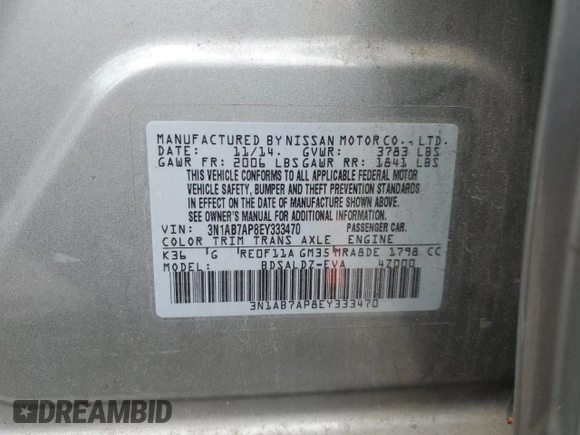 MANUFACTURED BY NISSAN MOTOR CO., LTD.
DATE: 11/14. GVWR: 3783 LBS
GAWR FR: 2006 LBS GAWR RR: 1841 LBS
THIS VEHICLE CONFORMS TO ALL APPLICABLE FEDERAL MOTOR
VEHICLE SAFETY, BUMPER AND THEFT PREVENTION STANDARDS
IN EFFECT ON THE DATE OF MANUFACTURE SHOWN ABOVE.
SEE OWNER'S MANUAL FOR ADDITIONAL INFORMATION.
VIN: 3N1AB7AP8EY333470 PASSENGER CAR.
COLOR TRIM TRANS AXLE ENGINE
K36 G RE0F11A GM35 MRA8DE 1798 CC
MODEL: BDSALDZ-EVA 4Z000
3N1AB7AP8EY333470
DREAMBID